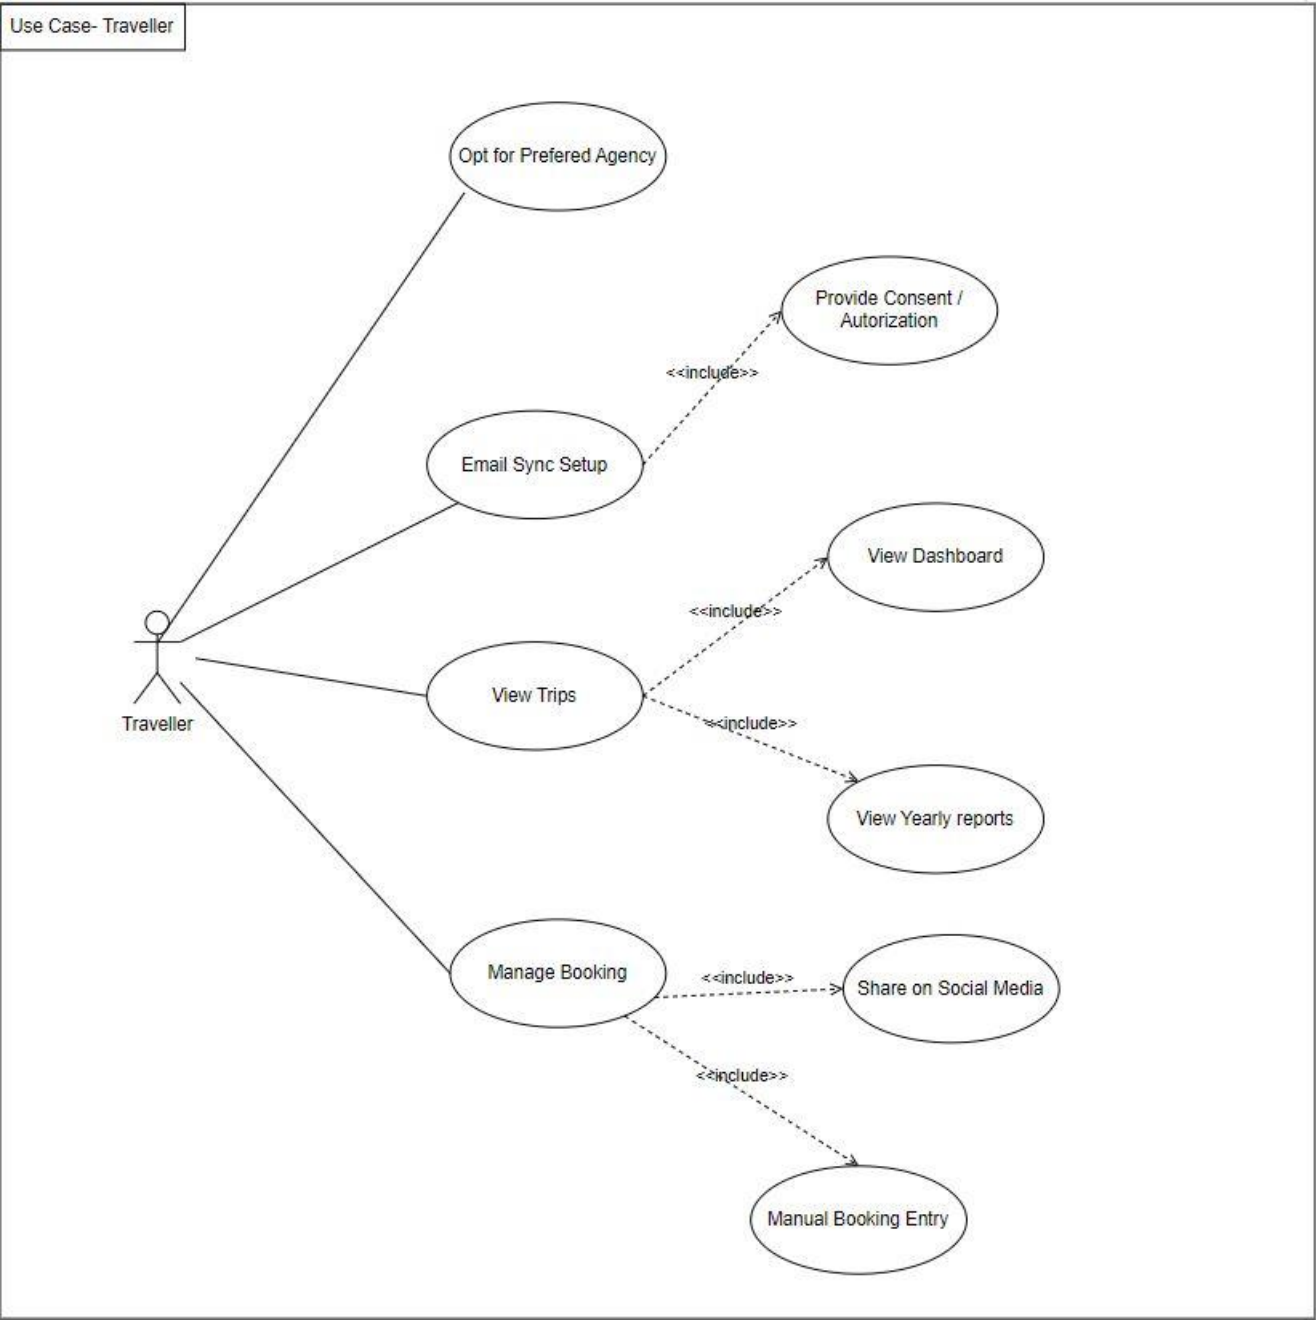 Use Case- Traveller
Opt for Prefered Agency
Provide Consent /
Autorization
<<include>>
Email Sync Setup
View Dashboard
<<include>>
View Trips
<<include>>
Traveller
View Yearly reports
Manage Booking
<<include>>
Share on Social Media
<<include>>
Manual Booking Entry